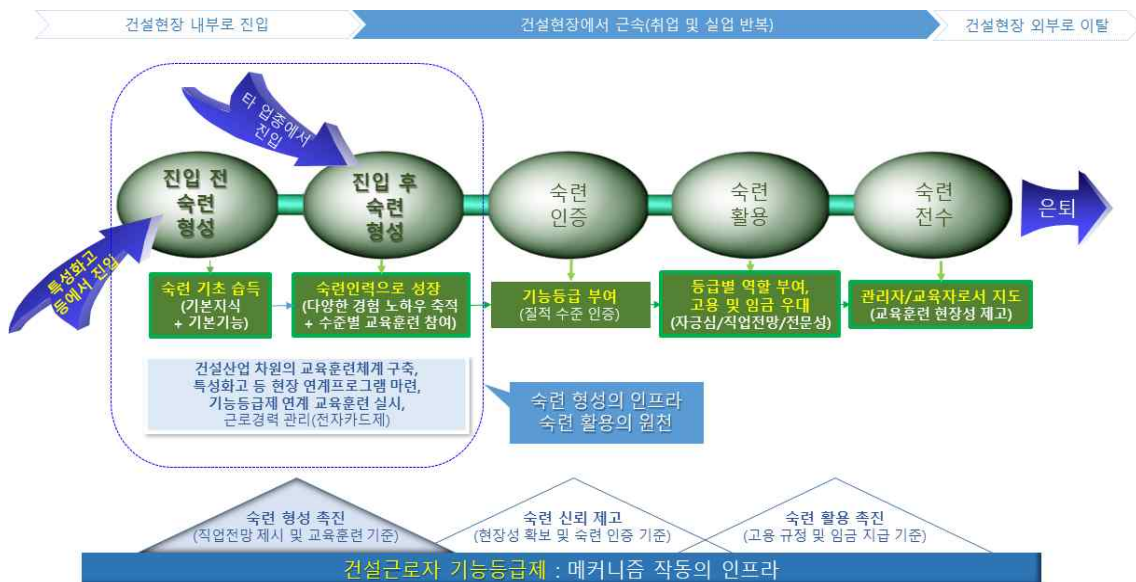 건설현장 내부로 진입
건설현장에서 근속(취업 및 실업 반복)
건설현장 외부로 이탈
타 업종에서
진입
특성화고
등에서 진입
진입 전
숙련
형성
진입 후
숙련
형성
숙련
인증
숙련
활용
숙련
전수
은퇴
숙련 기초 습득
(기본지식
+ 기본기능)
숙련인력으로 성장
(다양한 경험 노하우 축적
+ 수준별 교육훈련 참여)
기능등급 부여
(질적 수준 인증)
등급별 역할 부여,
고용 및 임금 우대
(자긍심/직업전망/전문성)
관리자/교육자로서 지도
(교육훈련 현장성 제고)
건설산업 차원의 교육훈련체계 구축,
특성화고 등 현장 연계프로그램 마련,
기능등급제 연계 교육훈련 실시,
근로경력 관리(전자카드제)
숙련 형성의 인프라
숙련 활용의 원천
숙련 형성 촉진
(직업전망 제시 및 교육훈련 기준)
숙련 신뢰 제고
(현장성 확보 및 숙련 인증 기준)
숙련 활용 촉진
(고용 규정 및 임금 지급 기준)
건설근로자 기능등급제 : 메커니즘 작동의 인프라